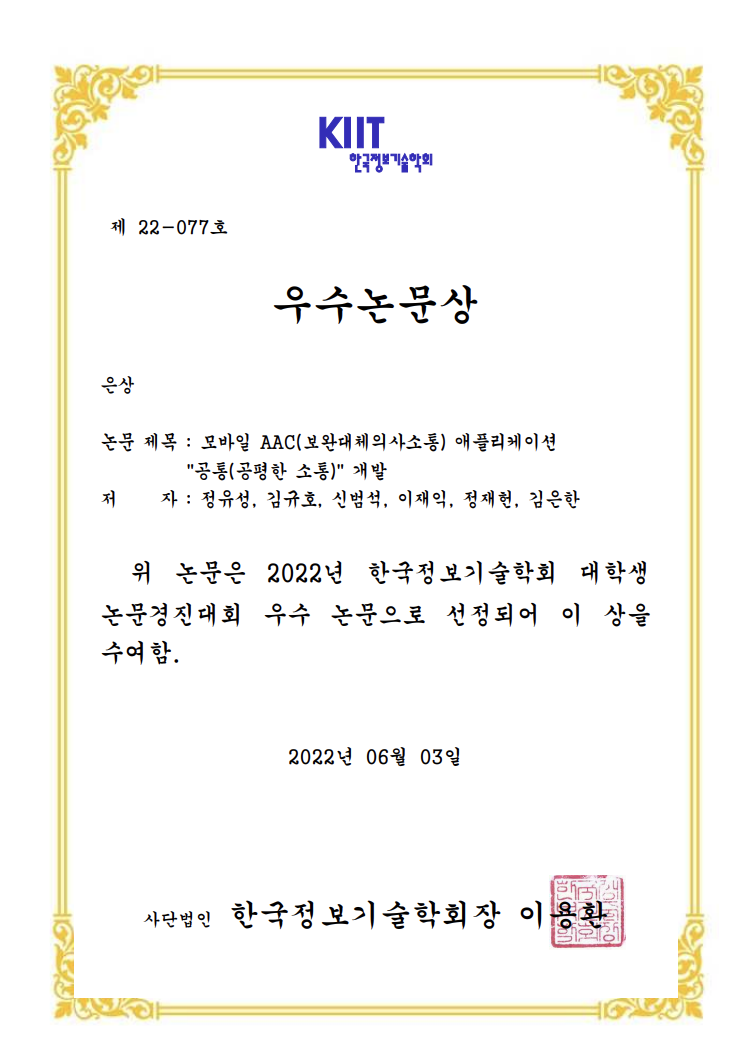 KIIT
한국정보기술학회
제 22-077호
우수논문상
은상
논문 제목 : 모바일 AAC(보완대체의사소통) 애플리케이션
"공통(공평한 소통)" 개발
저 자 : 정유성, 김규호, 신범석, 이재익, 정재헌, 김은한
위 논문은 2022년 한국정보기술학회 대학생
논문경진대회 우수 논문으로 선정되어 이 상을
수여함.
2022년 06월 03일
사단법인 한국정보기술학회장 이용환